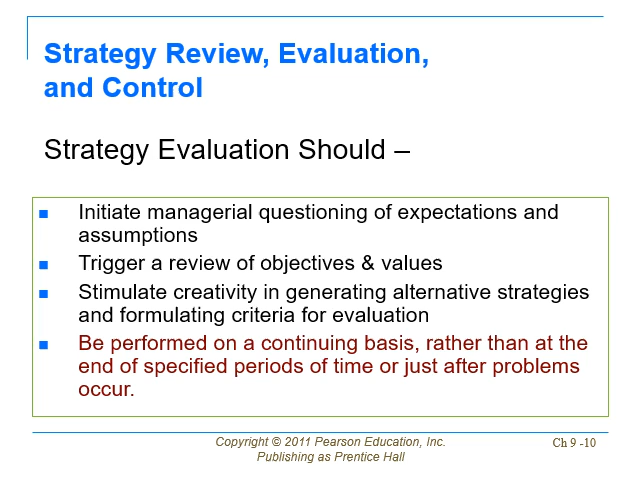 Strategy Review, Evaluation,
and Control
Strategy Evaluation Should –
Initiate managerial questioning of expectations and
assumptions
Trigger a review of objectives & values
Stimulate creativity in generating alternative strategies
and formulating criteria for evaluation
Be performed on a continuing basis, rather than at the
end of specified periods of time or just after problems
occur.
Copyright © 2011 Pearson Education, Inc.
Publishing as Prentice Hall
Ch 9 -10